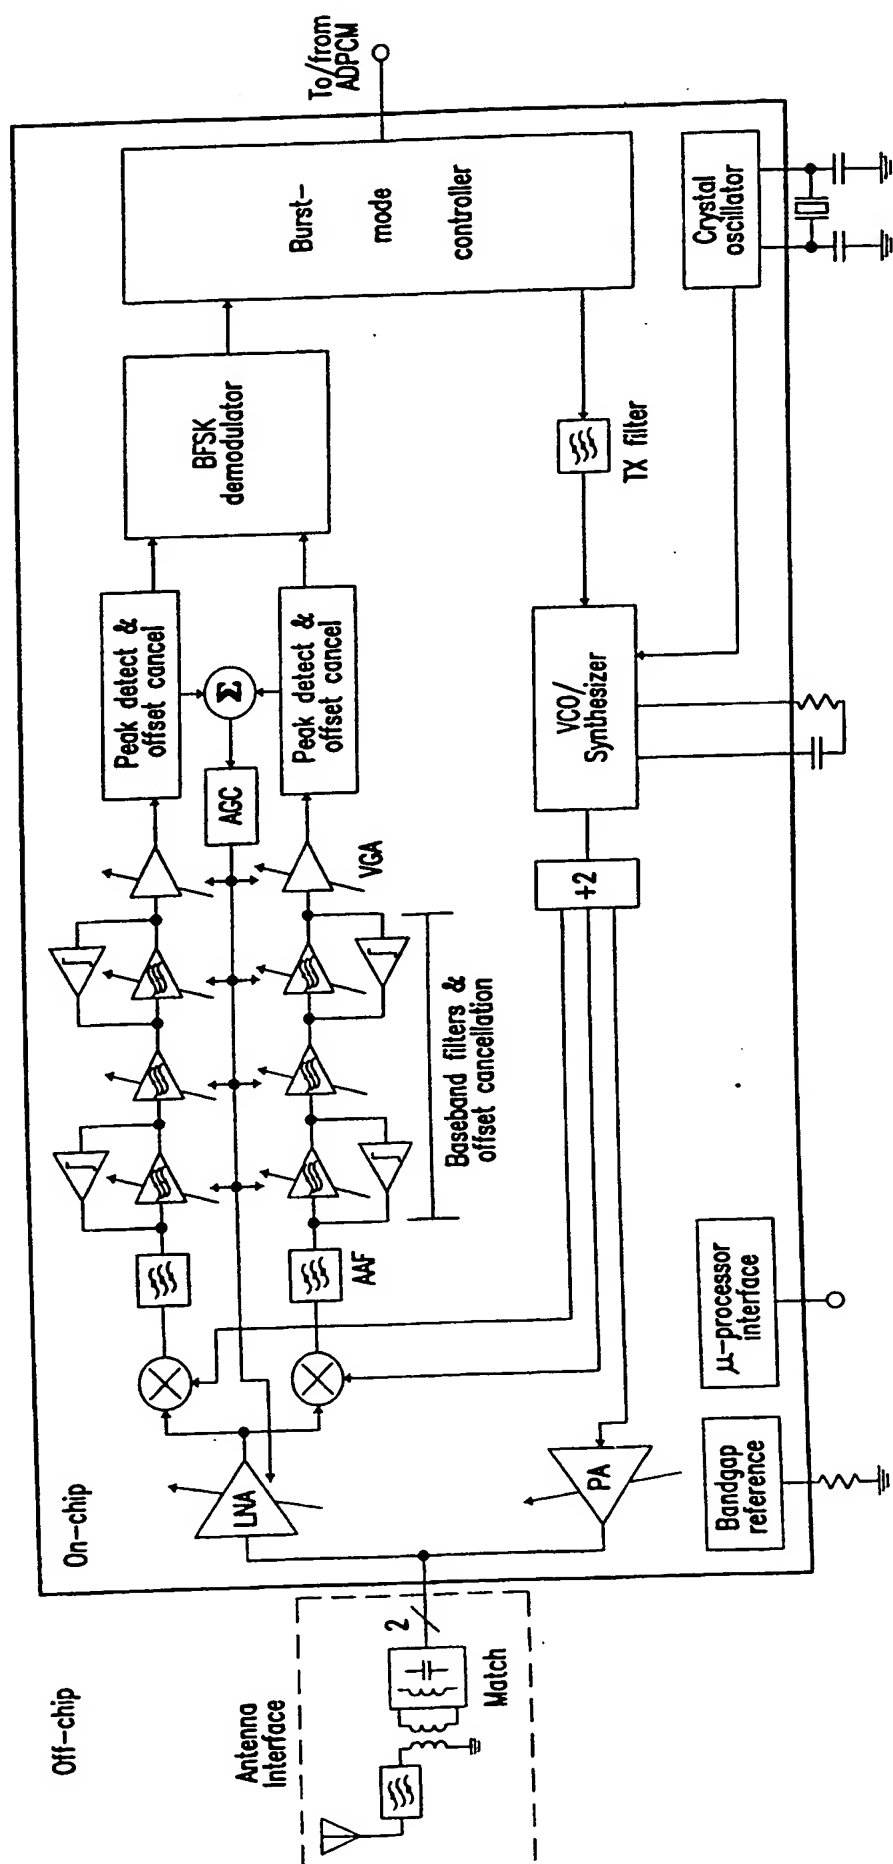 Off-chip
On-chip
Antenna
Interface
2
Match
LNA
PA
AAF
Baseband filters &
offset cancellation
VGA
AGC
Σ
Peak detect &
offset cancel
Peak detect &
offset cancel
BFSK
demodulator
Burst-
mode
controller
To/from
ADPCM
+2
VCO/
Synthesizer
TX filter
Bandgap
reference
μ-processor
interface
Crystal
oscillator